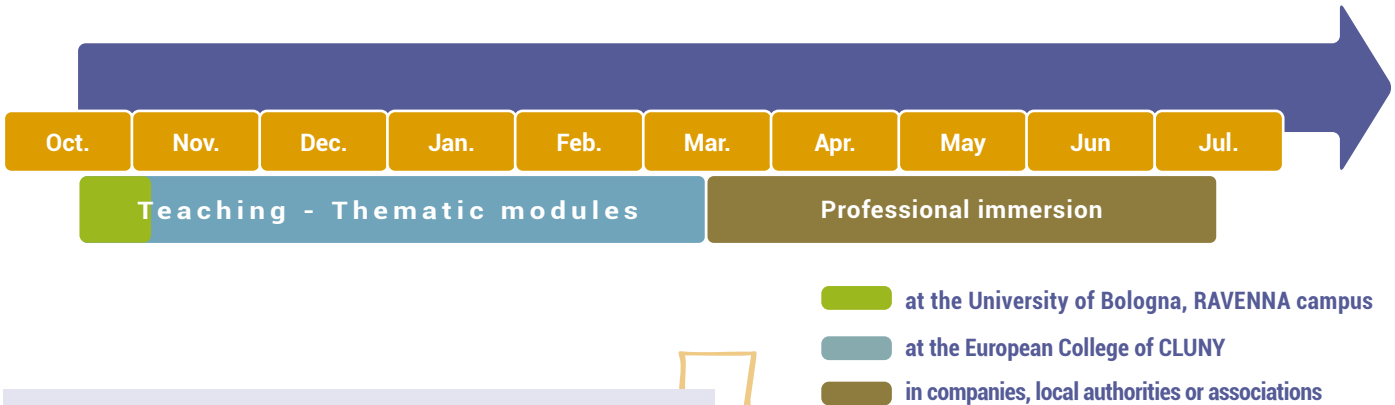 Oct. Nov. Dec. Jan. Feb. Mar. Apr. May Jun Jul.
Teaching - Thematic modules Professional immersion
at the University of Bologna, RAVENNA campus
at the European College of CLUNY
in companies, local authorities or associations